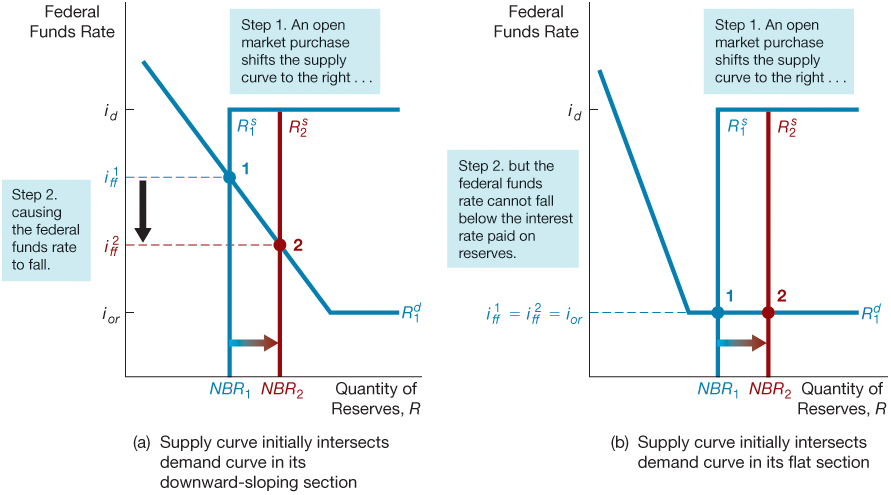 Federal
Funds Rate
Step 1. An open
market purchase
shifts the supply
curve to the right . . .
i_d
R_1^s
R_2^s
1
i_ff^1
Step 2.
causing
the federal
funds rate
to fall.
i_ff^2
2
i_or
R_1^d
NBR_1
NBR_2
Quantity of
Reserves, R
(a) Supply curve initially intersects
demand curve in its
downward-sloping section
Federal
Funds Rate
Step 1. An open
market purchase
shifts the supply
curve to the right . . .
i_d
R_1^s
R_2^s
Step 2. but the
federal funds
rate cannot fall
below the interest
rate paid on
reserves.
1
2
i_ff^1 = i_ff^2 = i_or
R_1^d
NBR_1
NBR_2
Quantity of
Reserves, R
(b) Supply curve initially intersects
demand curve in its flat section